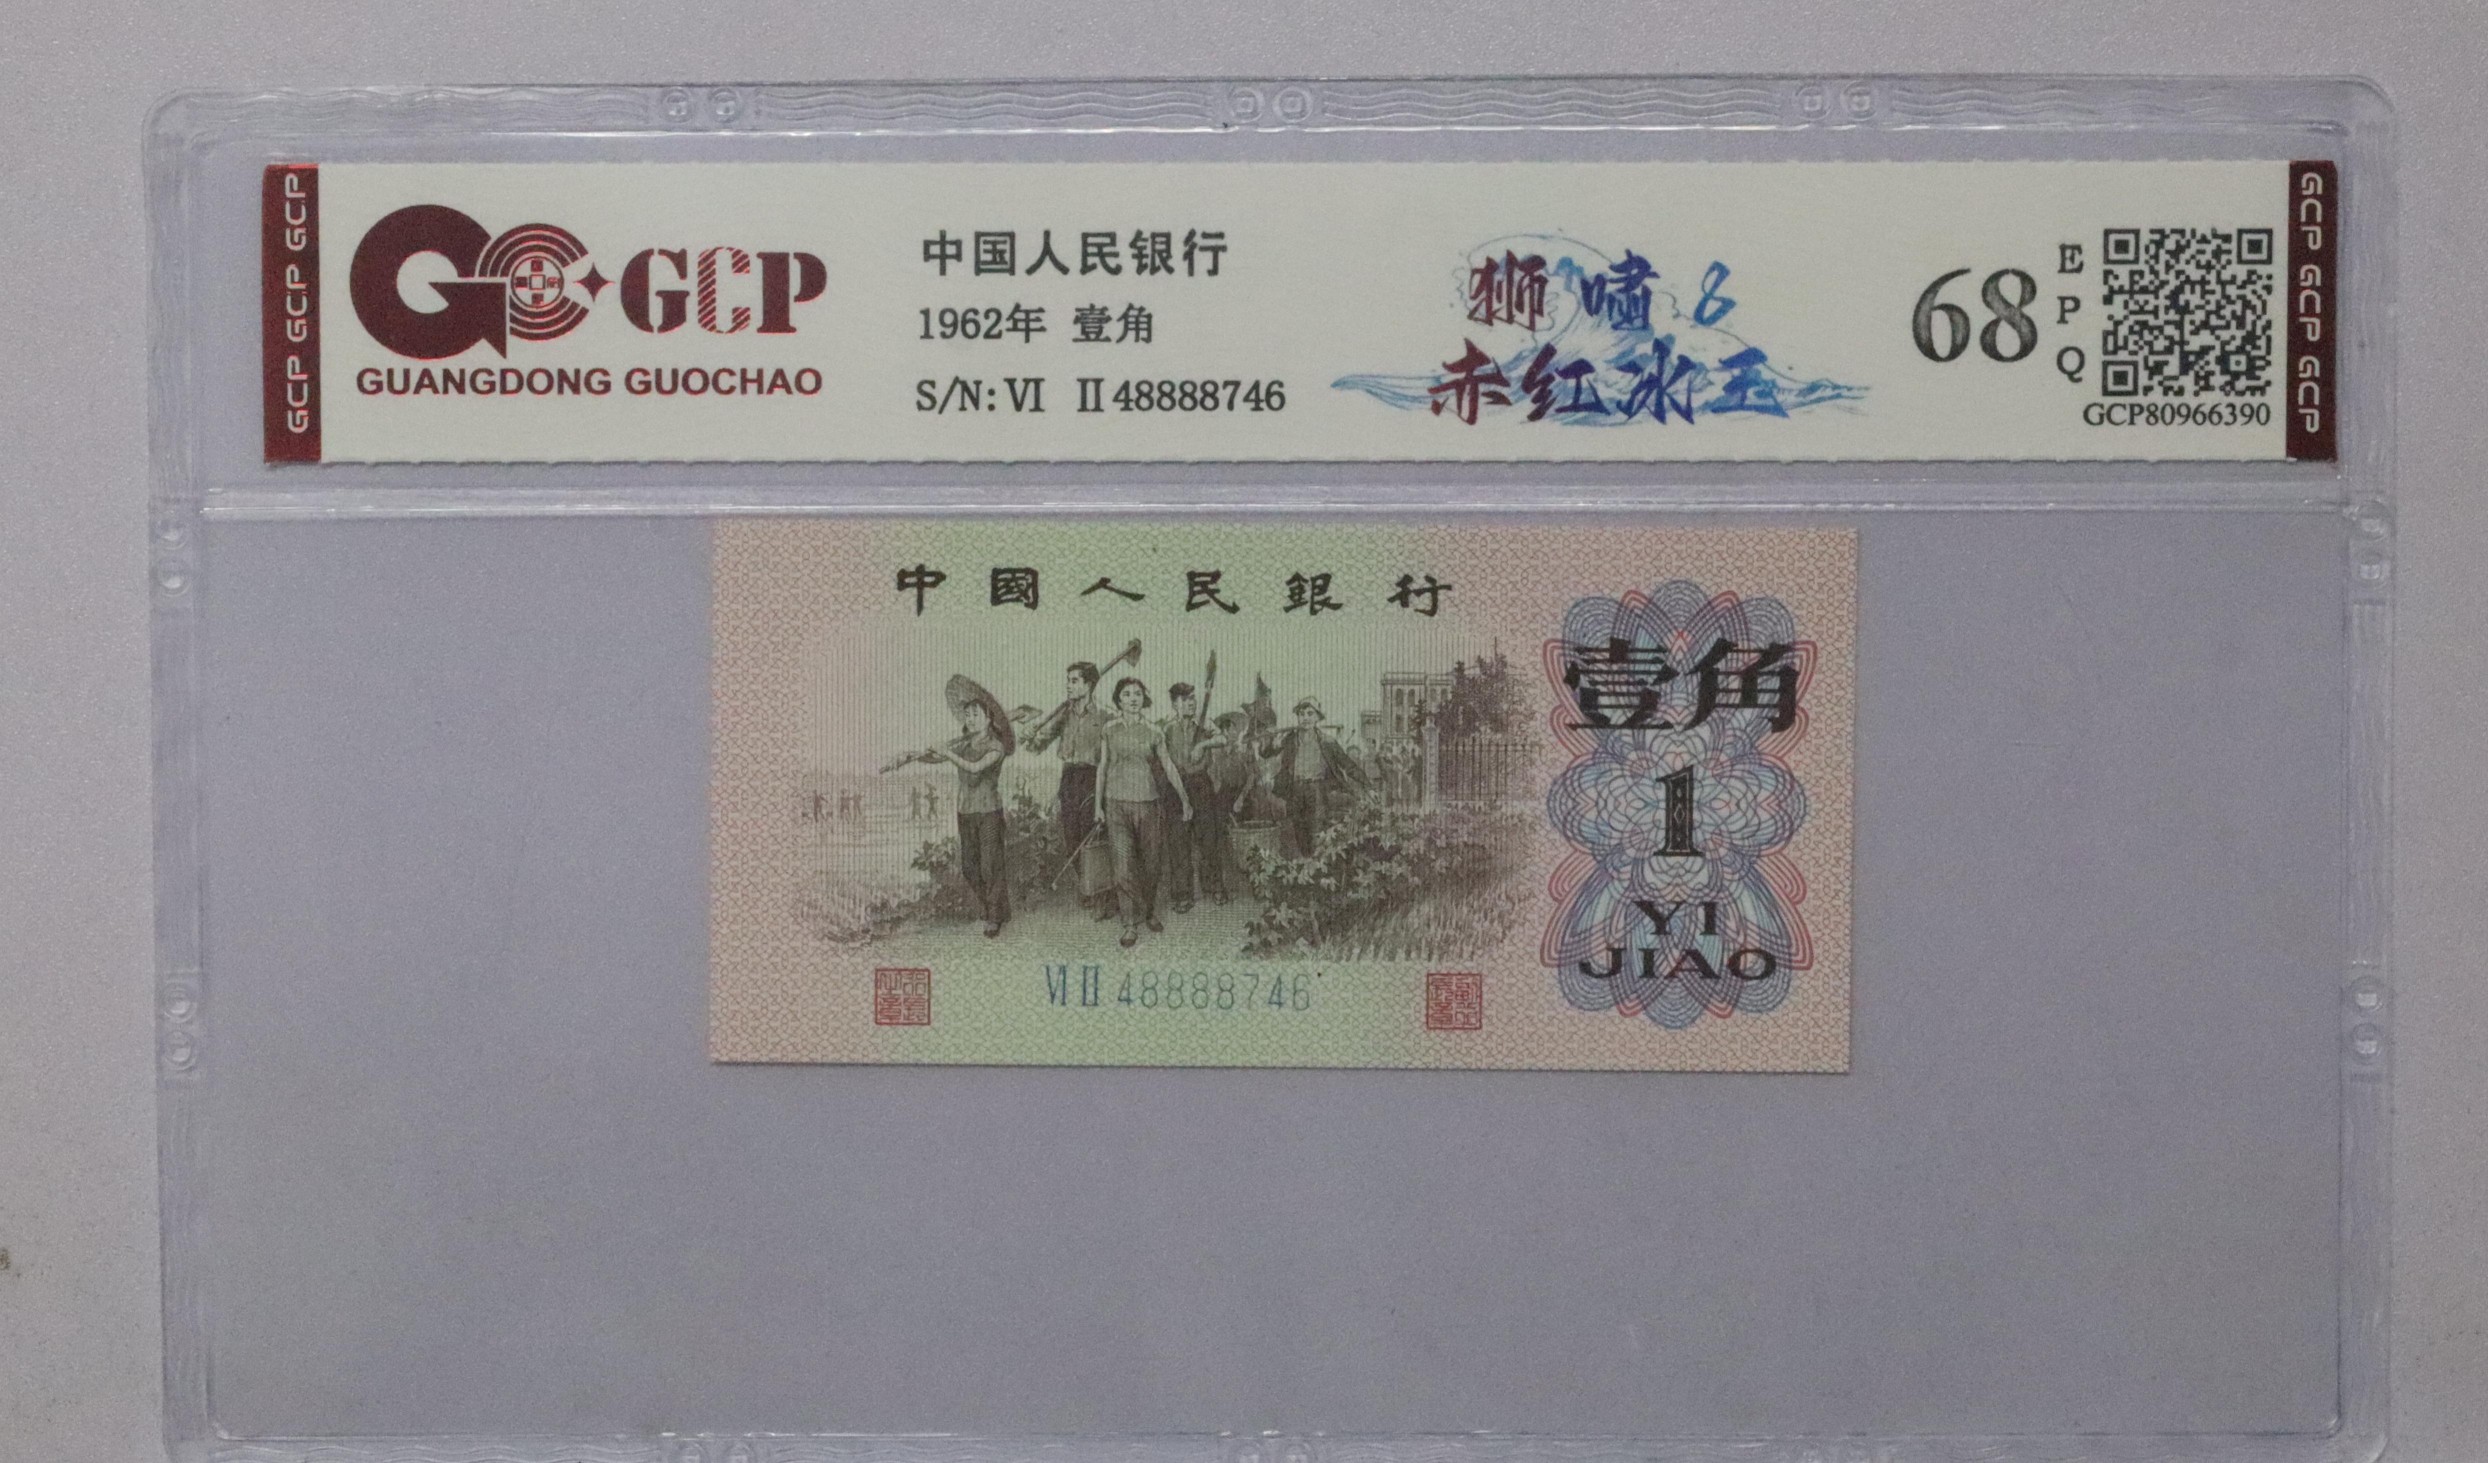 GCP GCP GCP
GCP
GUANGDONG GUOCHAO
中国人民银行
1962年 壹角
S/N: VI II 48888746
狮啸8
赤红冰玉
68
EPQ
GCP80966390
GCP GCP GCP
中國人民銀行
壹角
1
YI
JIAO
VI II 48888746